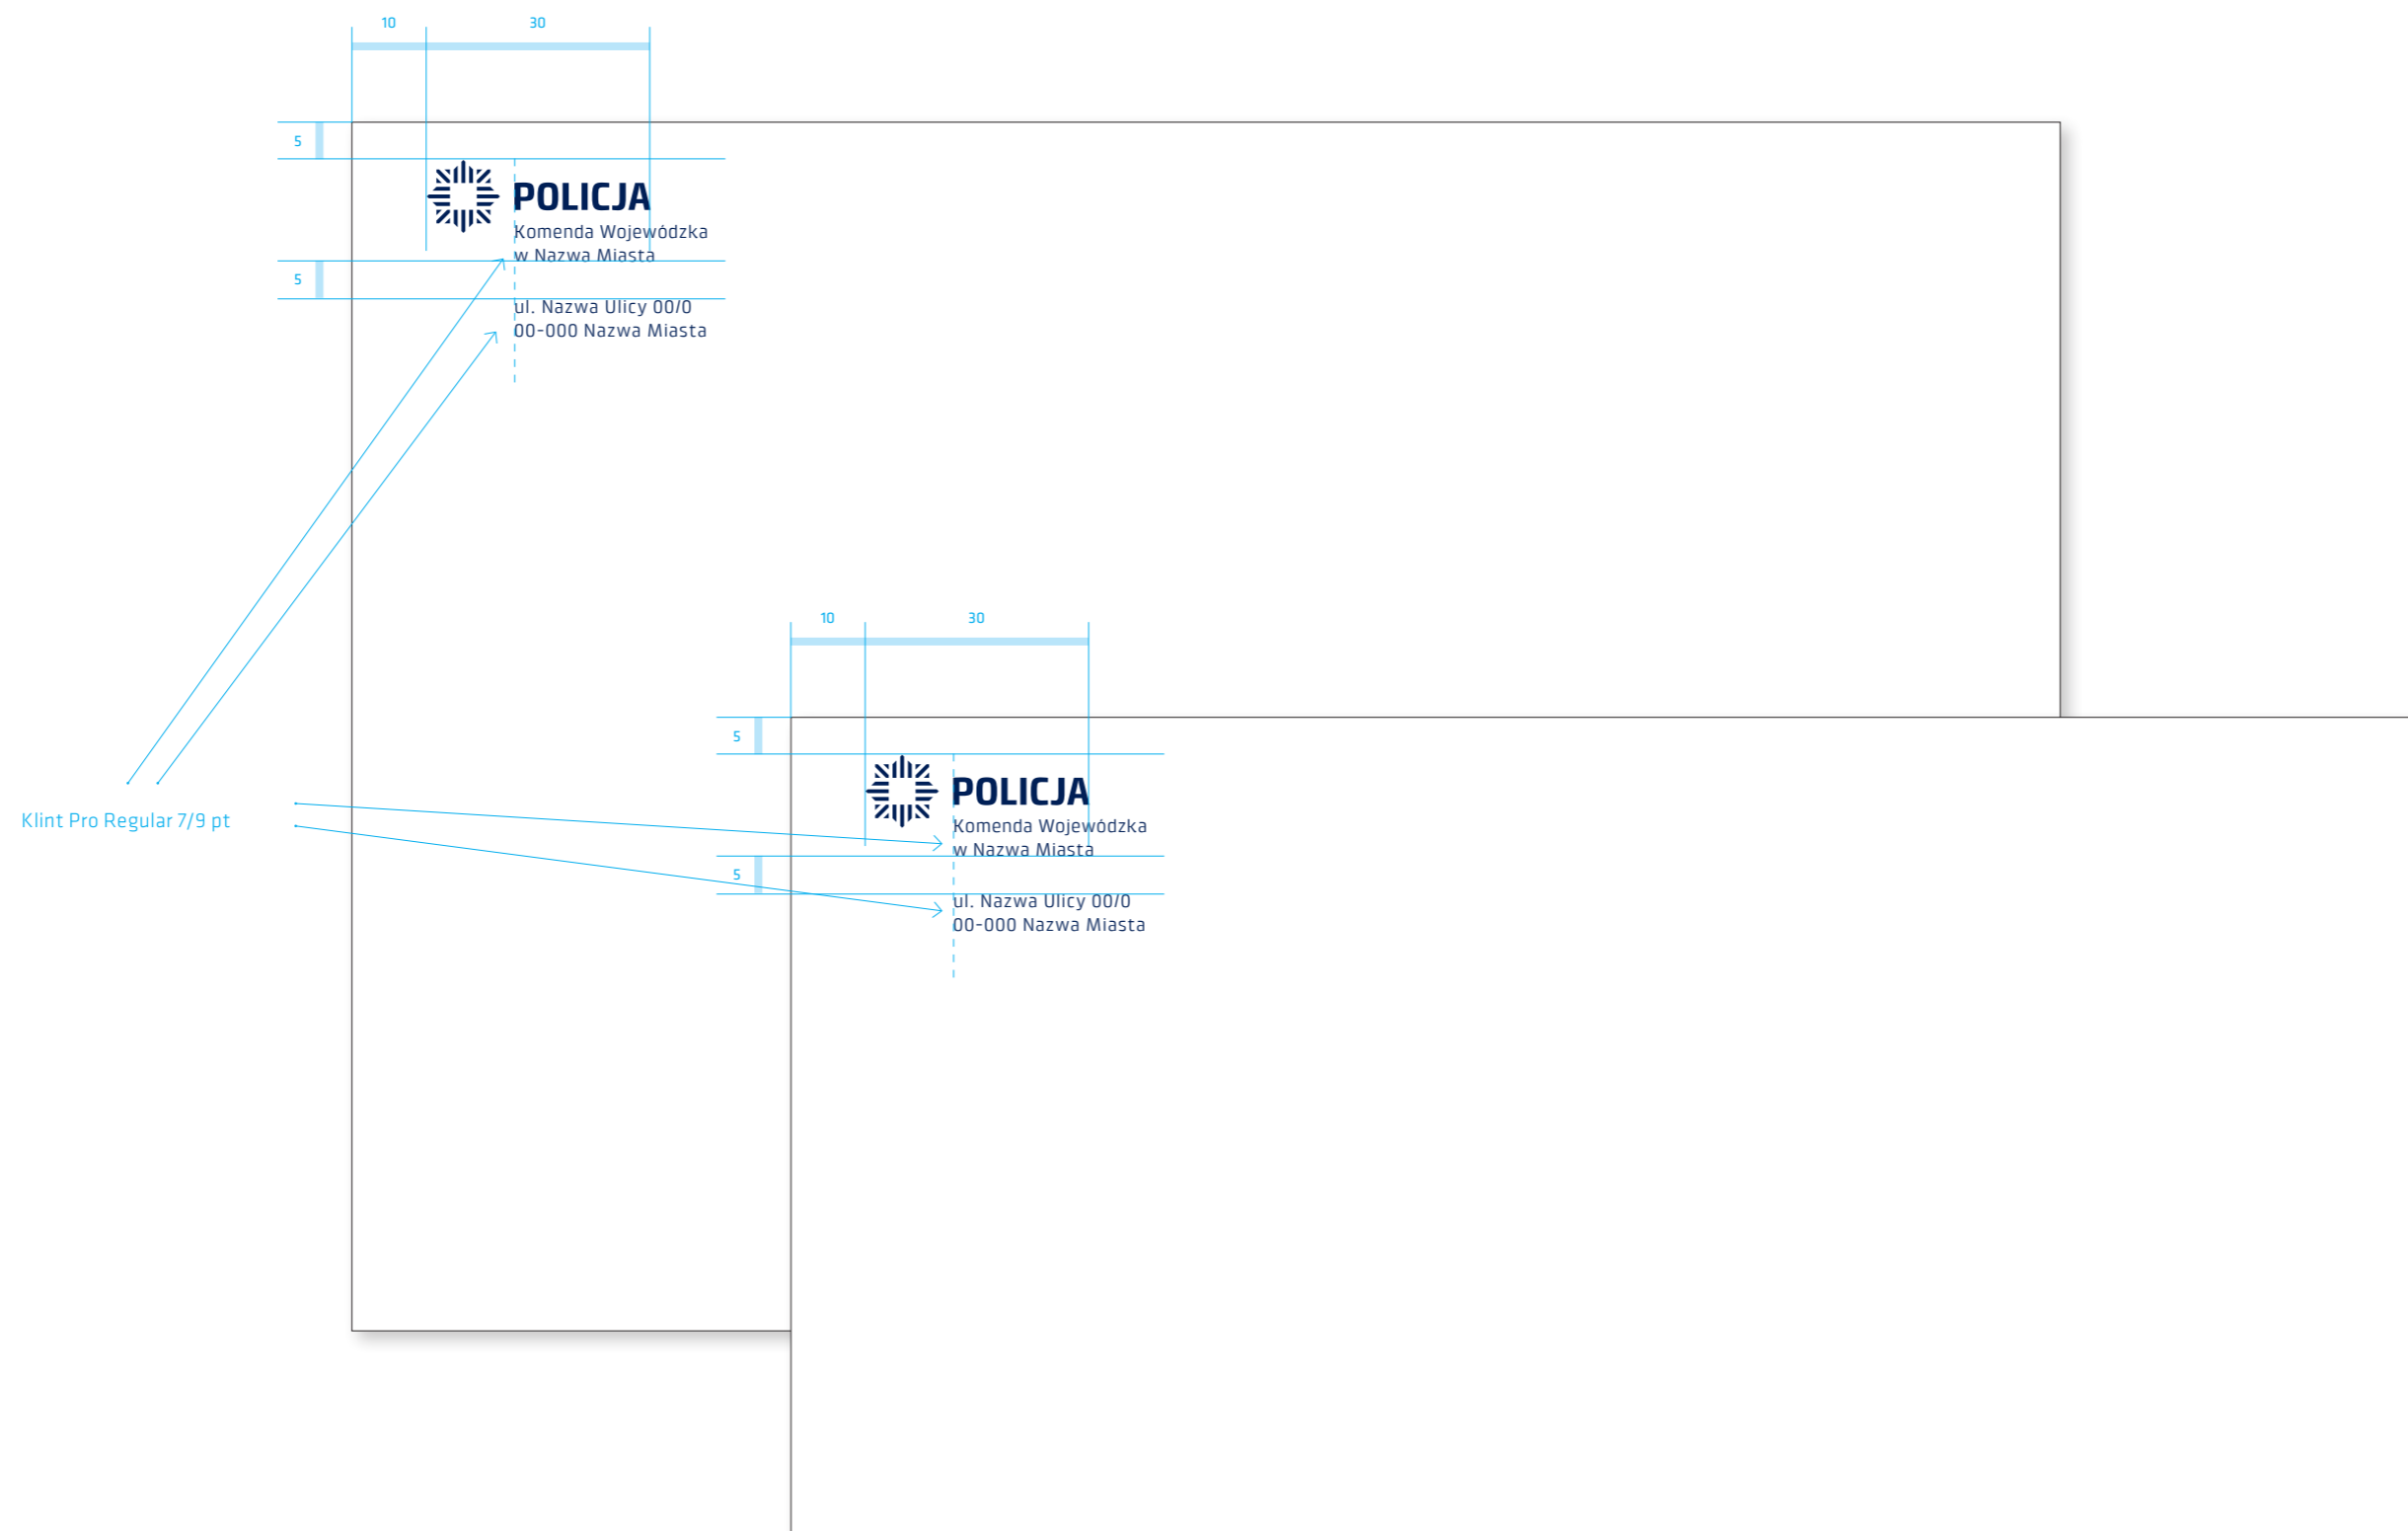 10 30
5
POLICJA
Komenda Wojewódzka
w Nazwa Miasta
5
ul. Nazwa Ulicy 00/0
00-000 Nazwa Miasta
10 30
5
POLICJA
Klint Pro Regular 7/9 pt
Komenda Wojewódzka
w Nazwa Miasta
5
ul. Nazwa Ulicy 00/0
00-000 Nazwa Miasta